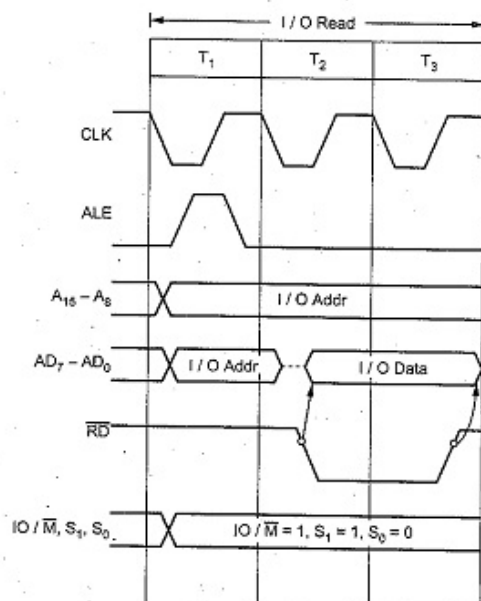 I / O Read
T₁ T₂ T₃
CLK
ALE
A₁₅ – A₈ I / O Addr
AD₇ – AD₀ I / O Addr I / O Data
R̅D̅
IO / M̅, S₁, S₀ IO / M̅ = 1, S₁ = 1, S₀ = 0